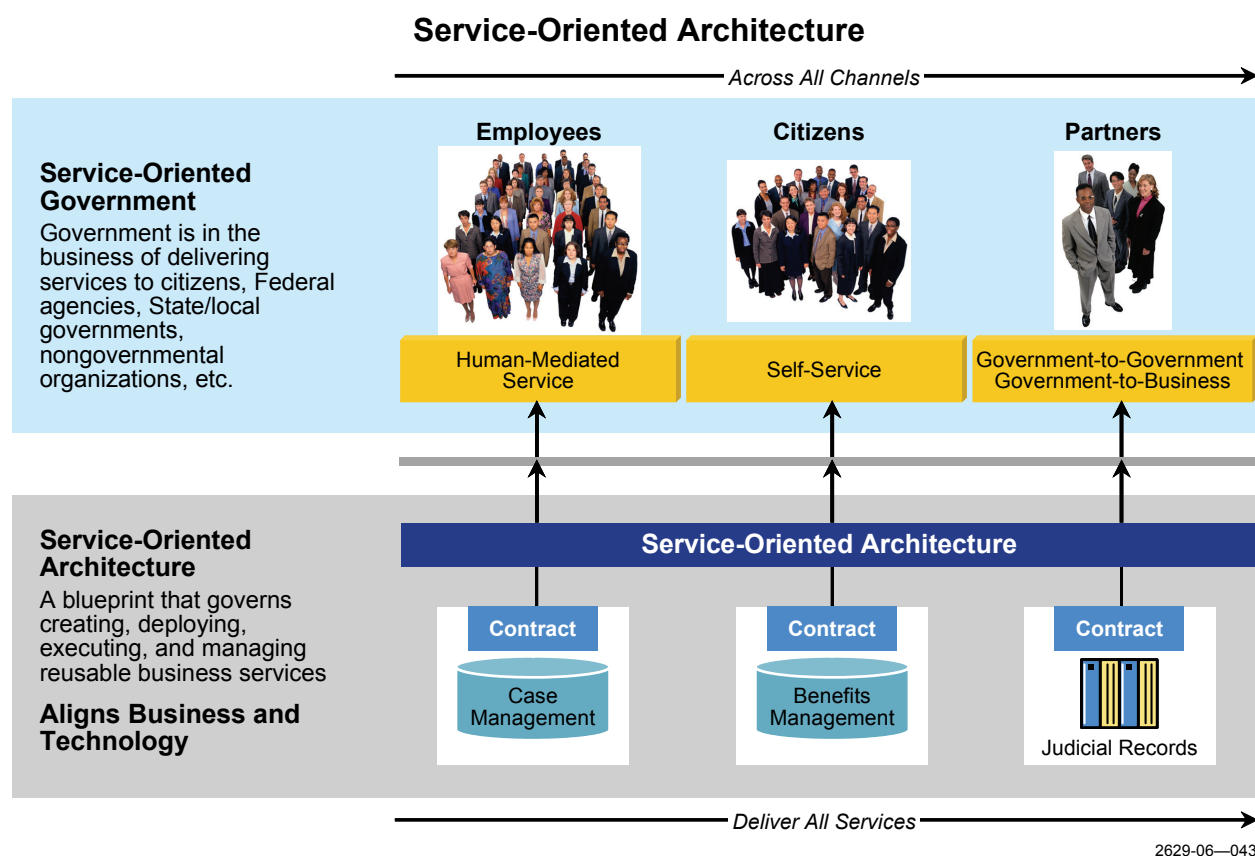 Service-Oriented Architecture
Across All Channels
Employees
Citizens
Partners
Service-Oriented
Government
Government is in the
business of delivering
services to citizens, Federal
agencies, State/local
governments,
nongovernmental
organizations, etc.
Human-Mediated
Service
Self-Service
Government-to-Government
Government-to-Business
Service-Oriented
Architecture
A blueprint that governs
creating, deploying,
executing, and managing
reusable business services
Aligns Business and
Technology
Service-Oriented Architecture
Contract
Case
Management
Contract
Benefits
Management
Contract
Judicial Records
Deliver All Services
2629-06—043